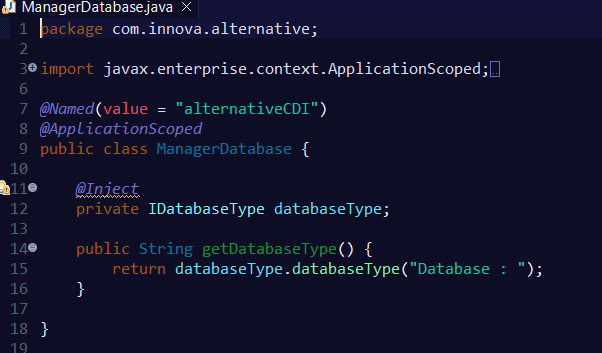 ManagerDatabase.java
1 package com.innova.alternative;
2
3 import javax.enterprise.context.ApplicationScoped;
6
7 @Named(value = "alternativeCDI")
8 @ApplicationScoped
9 public class ManagerDatabase {
10
11 @Inject
12 private IDatabaseType databaseType;
13
14 public String getDatabaseType() {
15 return databaseType.databaseType("Database : ");
16 }
17
18 }
19